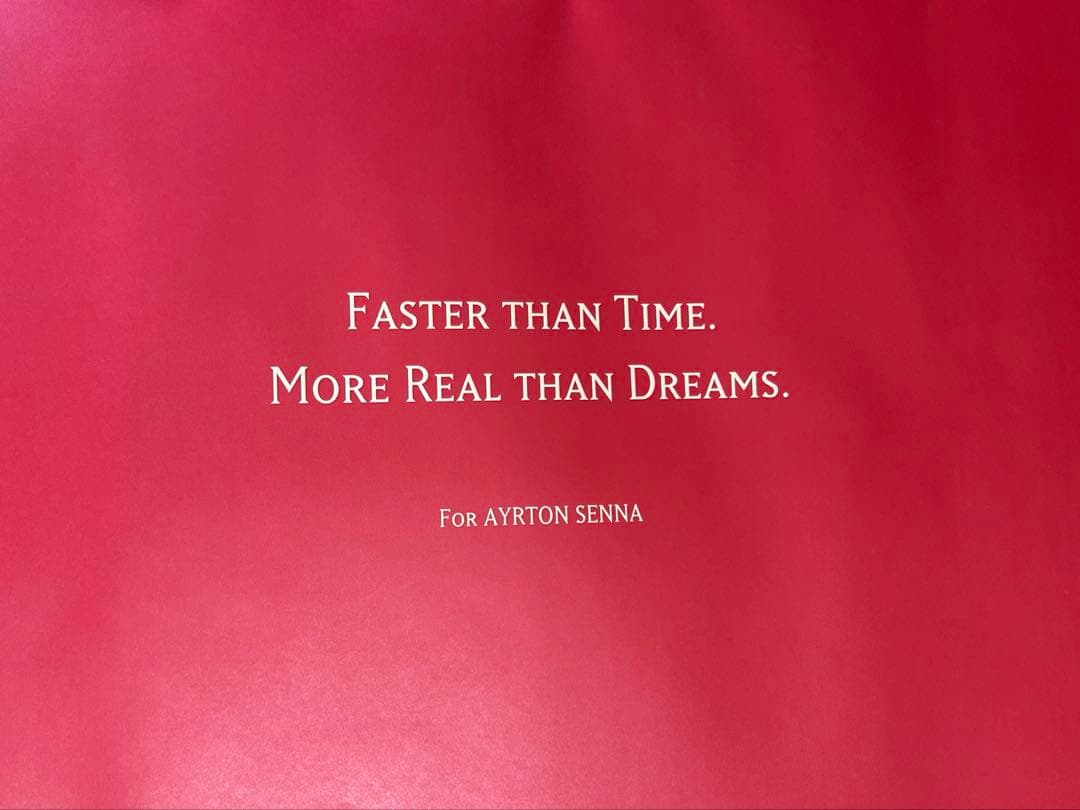 Faster than Time.
More Real than Dreams.
For AYRTON SENNA